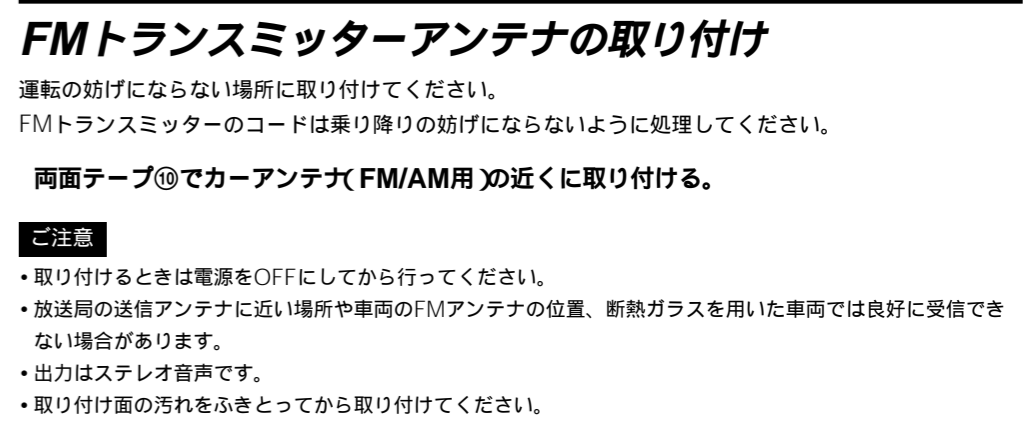 FMトランスミッターアンテナの取り付け
運転の妨げにならない場所に取り付けてください。
FMトランスミッターのコードは乗り降りの妨げにならないように処理してください。
両面テープ⑩でカーアンテナ(FM/AM用)の近くに取り付ける。
ご注意
•取り付けるときは電源をOFFにしてから行ってください。
•放送局の送信アンテナに近い場所や車両のFMアンテナの位置、断熱ガラスを用いた車両では良好に受信でき
ない場合があります。
•出力はステレオ音声です。
•取り付け面の汚れをふきとってから取り付けてください。